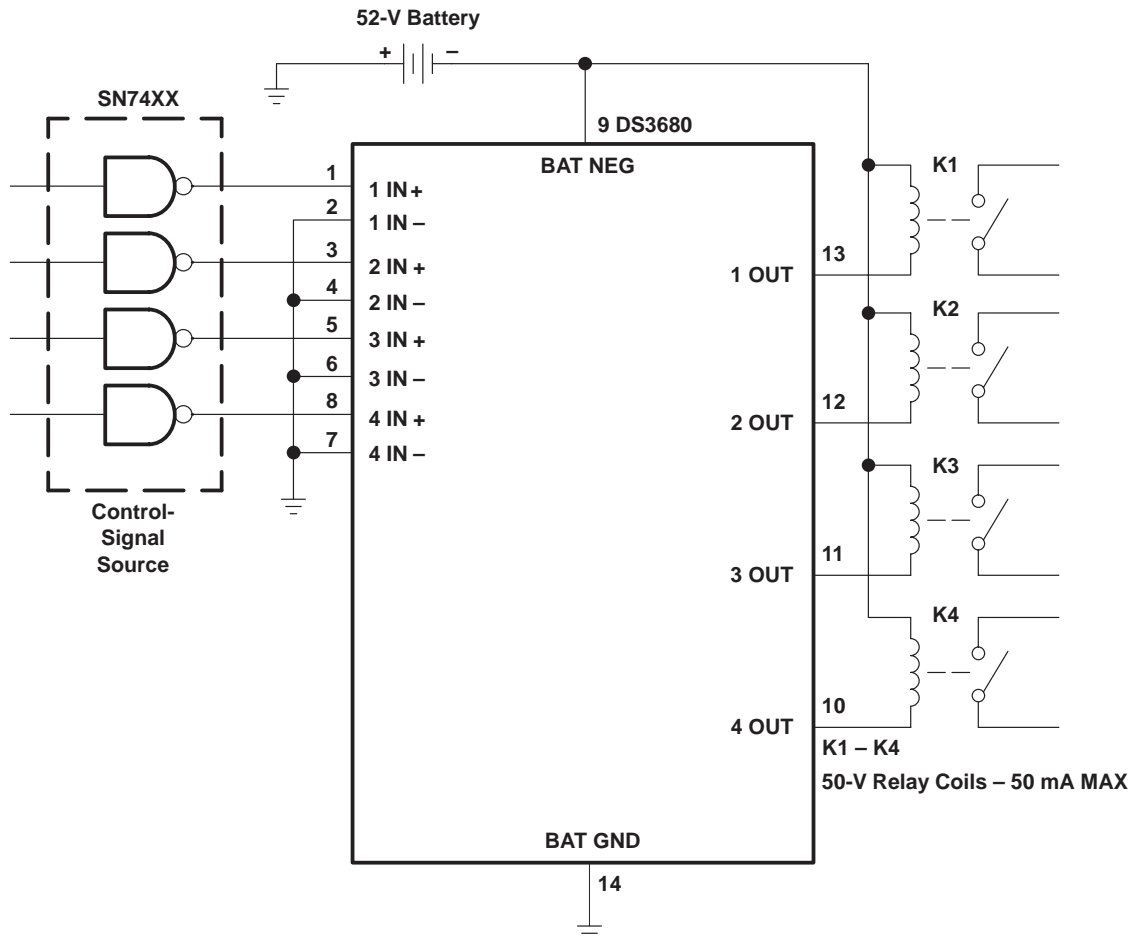 52-V Battery
+ –
SN74XX
9 DS3680
BAT NEG
1
1 IN +
2
1 IN –
3
2 IN +
4
2 IN –
5
3 IN +
6
3 IN –
8
4 IN +
7
4 IN –
Control-
Signal
Source
K1
13
1 OUT
K2
12
2 OUT
K3
11
3 OUT
K4
10
4 OUT
K1 – K4
50-V Relay Coils – 50 mA MAX
BAT GND
14